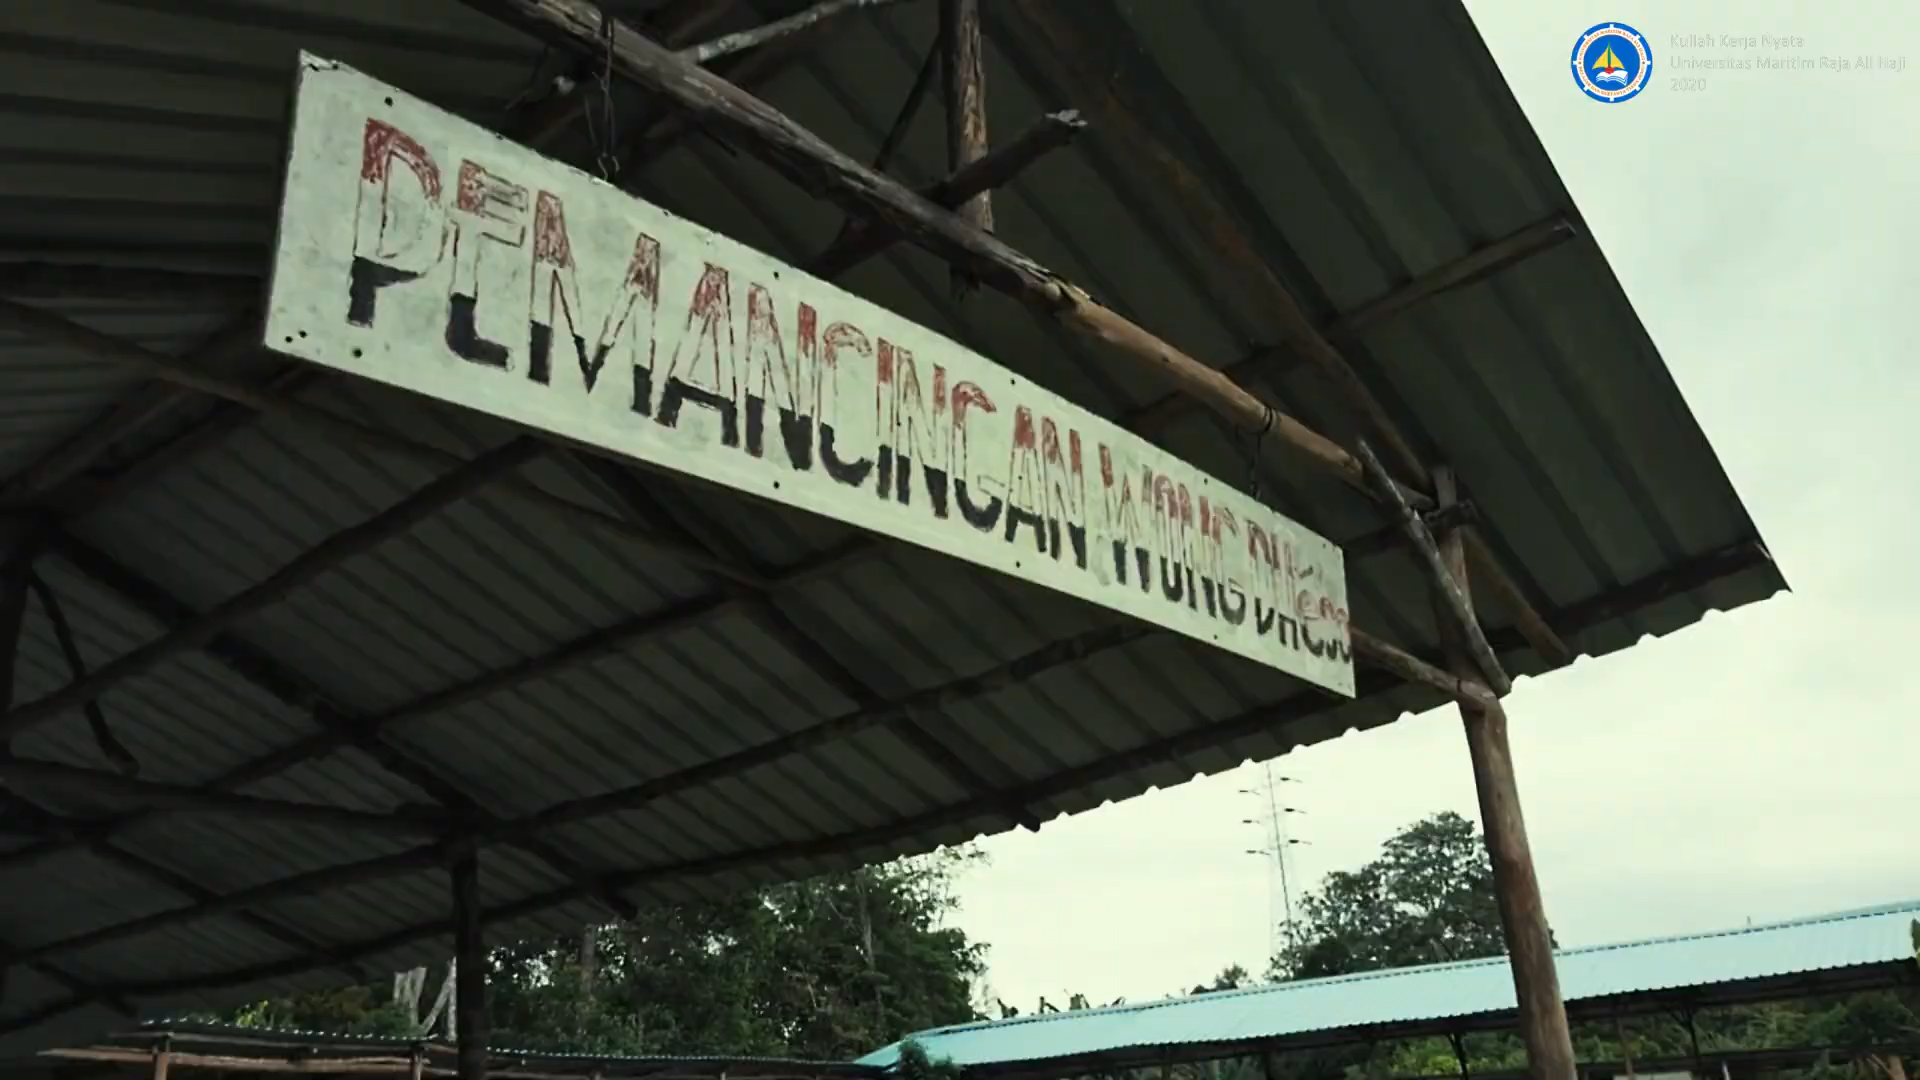 PEMANCINGAN WONG DHeso
Kuliah Kerja Nyata
Universitas Maritim Raja Ali Haji
2020